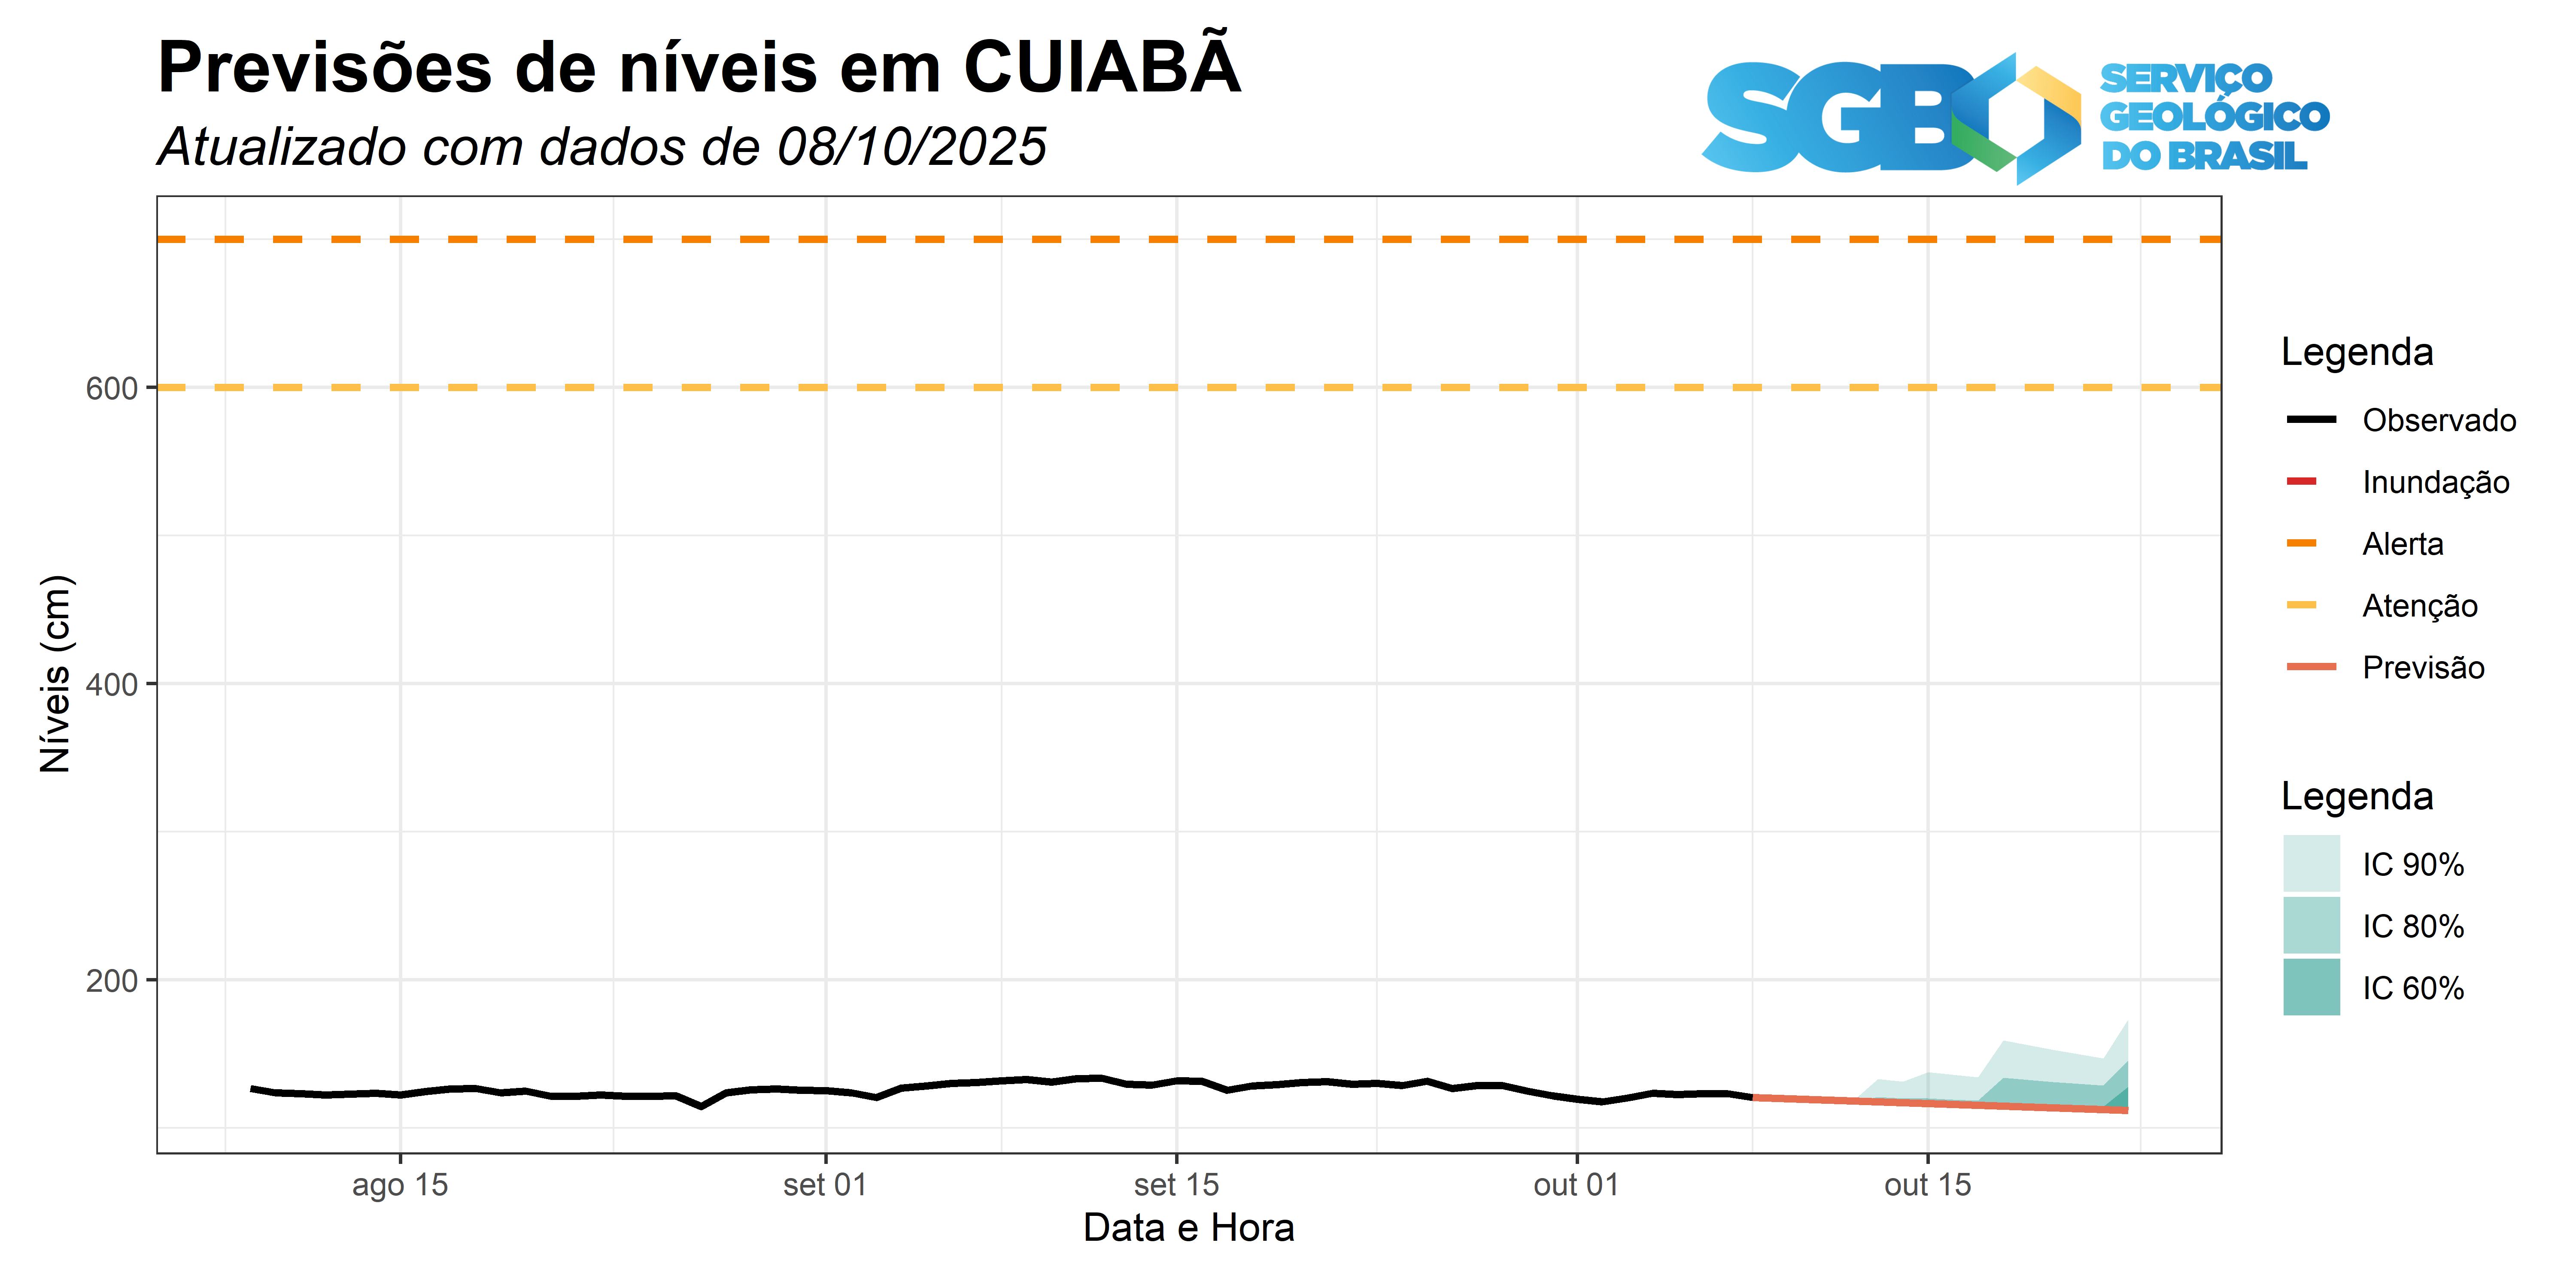 Previsões de níveis em CUIABÃ
Atualizado com dados de 08/10/2025
SGB
SERVIÇO
GEOLÓGICO
DO BRASIL
Níveis (cm)
600
400
200
ago 15
set 01
set 15
out 01
out 15
Data e Hora
Legenda
Observado
Inundação
Alerta
Atenção
Previsão
Legenda
IC 90%
IC 80%
IC 60%